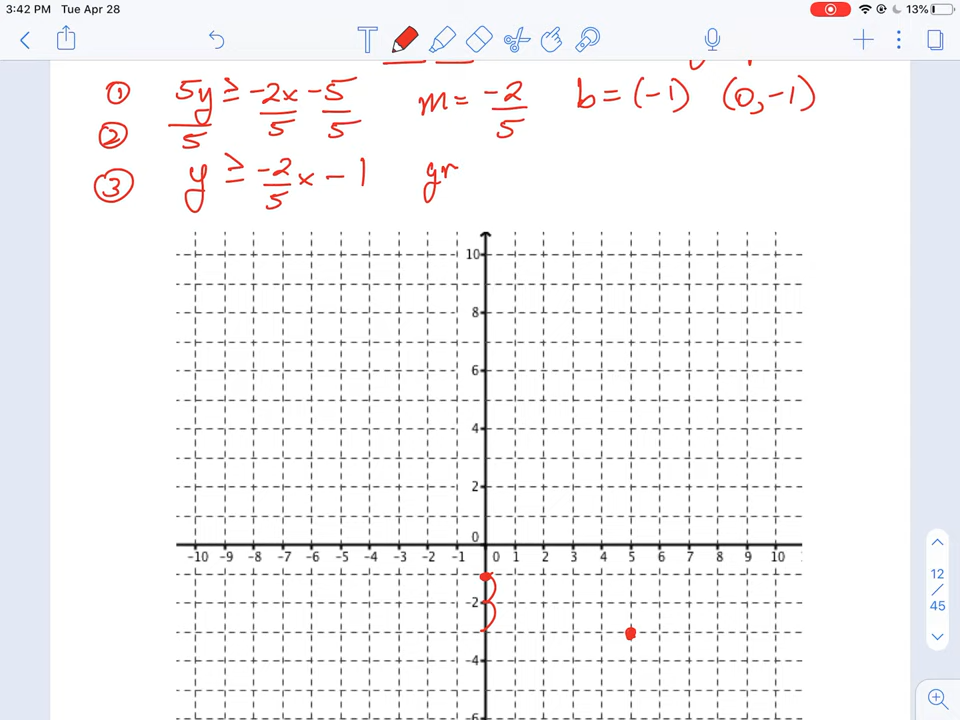 3:42 PM Tue Apr 28 13%
T
① 5y/5 ≥ -2x/5 -5/5 m = -2/5 b = (-1) (0, -1)
②
③ y ≥ -2/5 x - 1 gr
10
8
6
4
2
0
-10 -9 -8 -7 -6 -5 -4 -3 -2 -1 0 1 2 3 4 5 6 7 8 9 10
-2
-4
-6
12
/
45